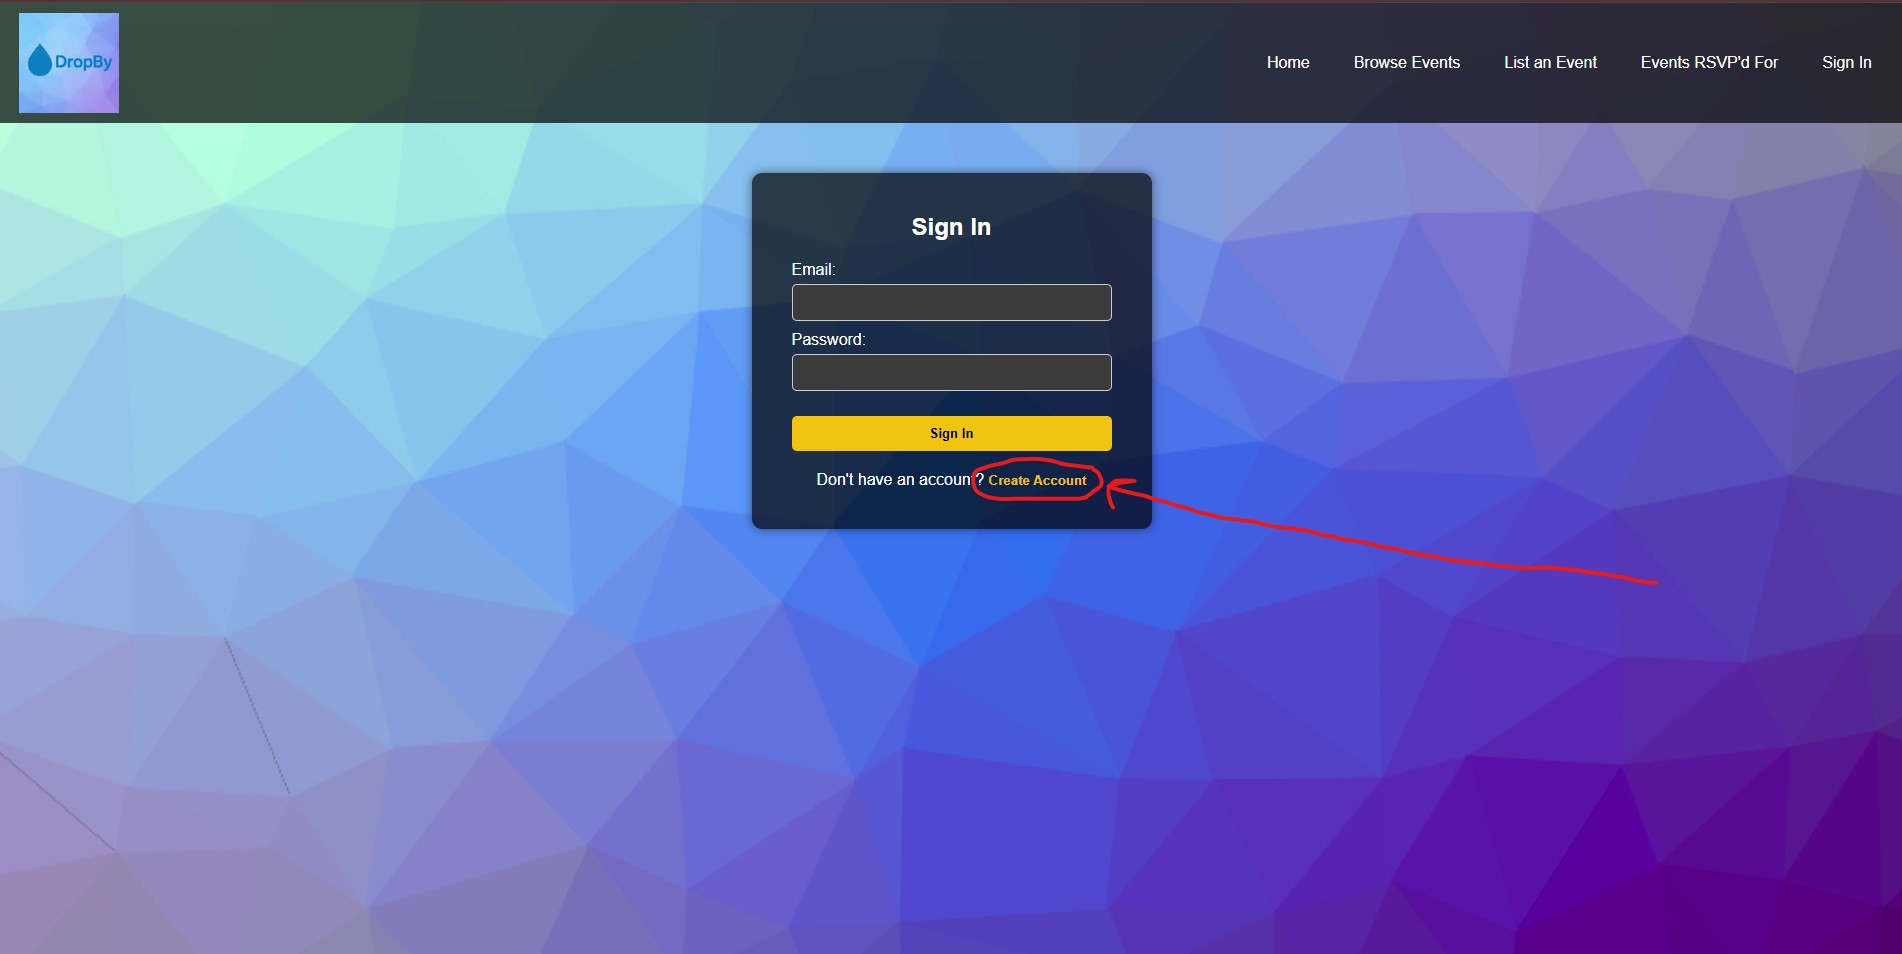 DropBy
Home Browse Events List an Event Events RSVP'd For Sign In
Sign In
Email:
Password:
Sign In
Don't have an account? Create Account